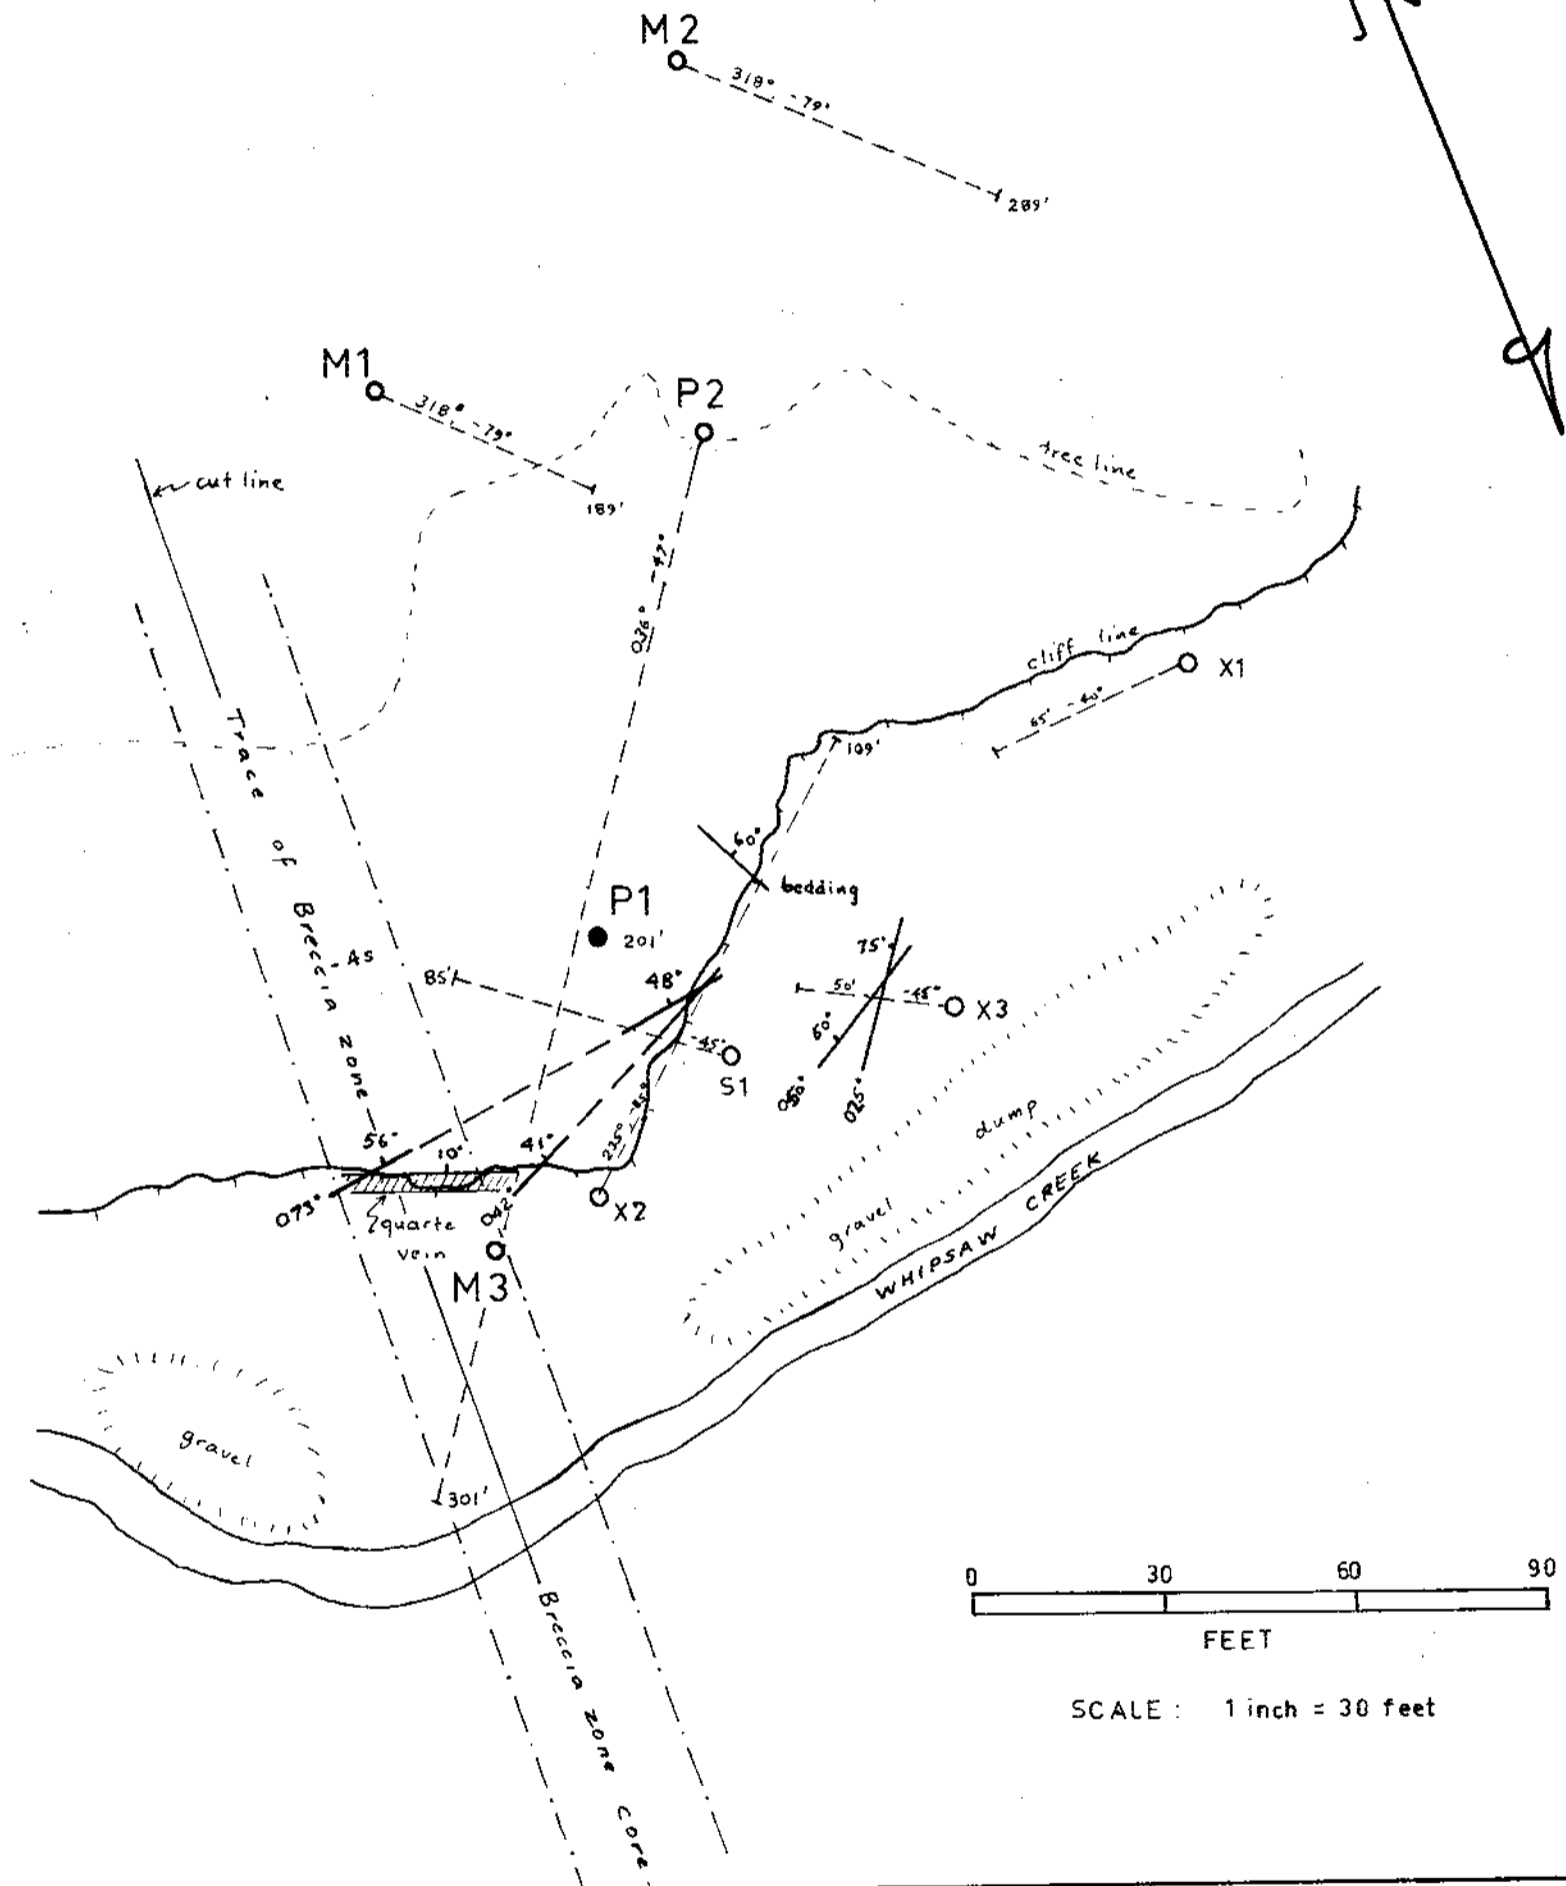 M2
318° -79°
289'
M1
318° -79°
189'
P2
tree line
cut line
036° -47°
cliff line
X1
65' -40°
109'
60°
bedding
Trace of Breccia zone
P1
201'
AS
85'
48°
75°
50' -45°
X3
-45°
S1
60°
025°
235° -45°
56°
10°
41°
073°
042°
X2
quartz
vein
M3
dump
gravel
WHIPSAW CREEK
gravel
301'
Breccia zone core
0 30 60 90
FEET
SCALE : 1 inch = 30 feet